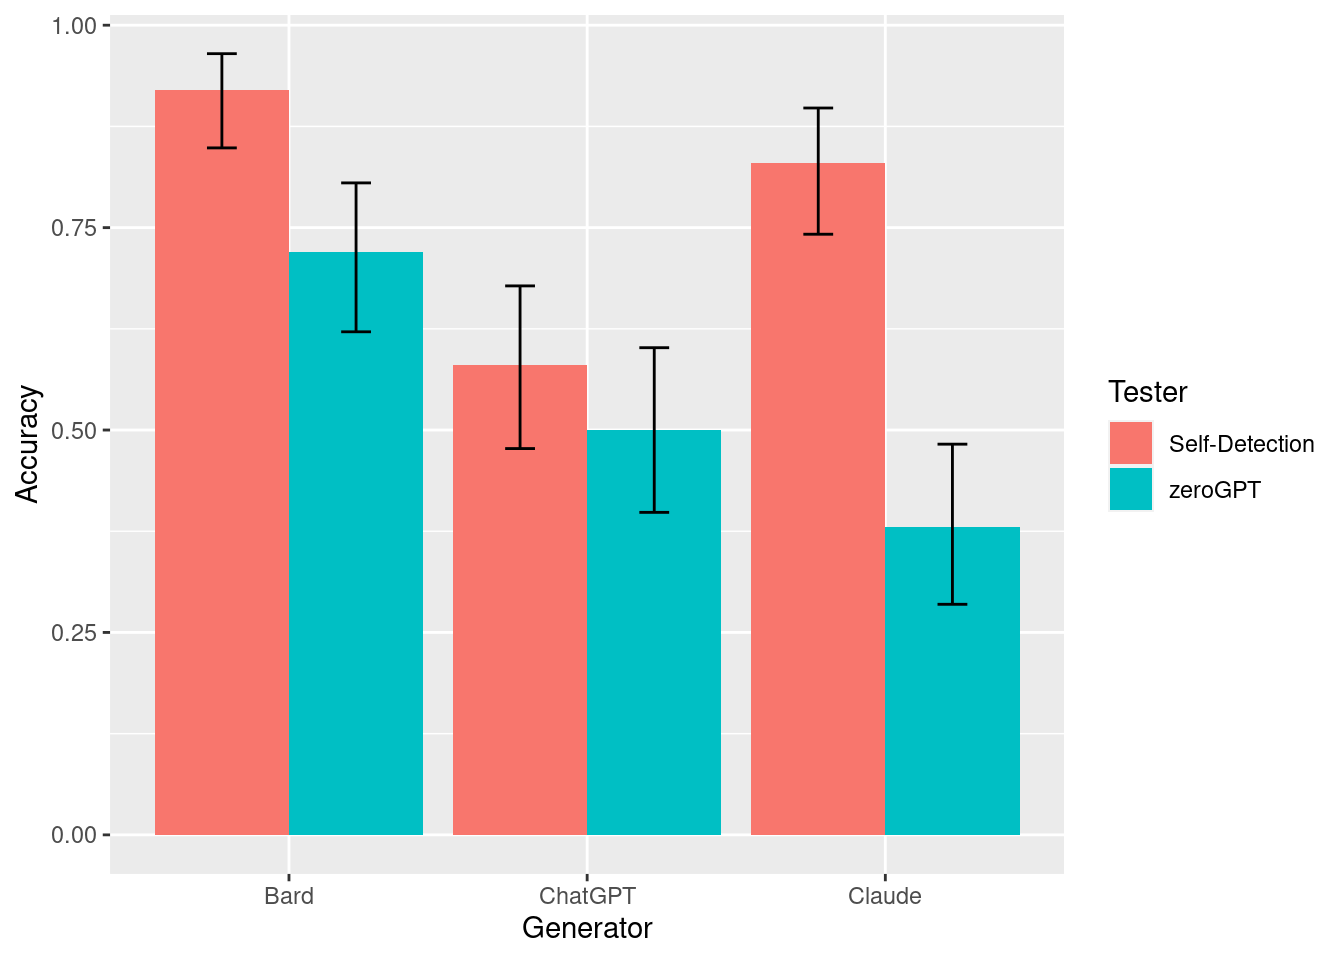 1.00
0.75
0.50
0.25
0.00
Accuracy
Bard
ChatGPT
Claude
Generator
Tester
Self-Detection
zeroGPT